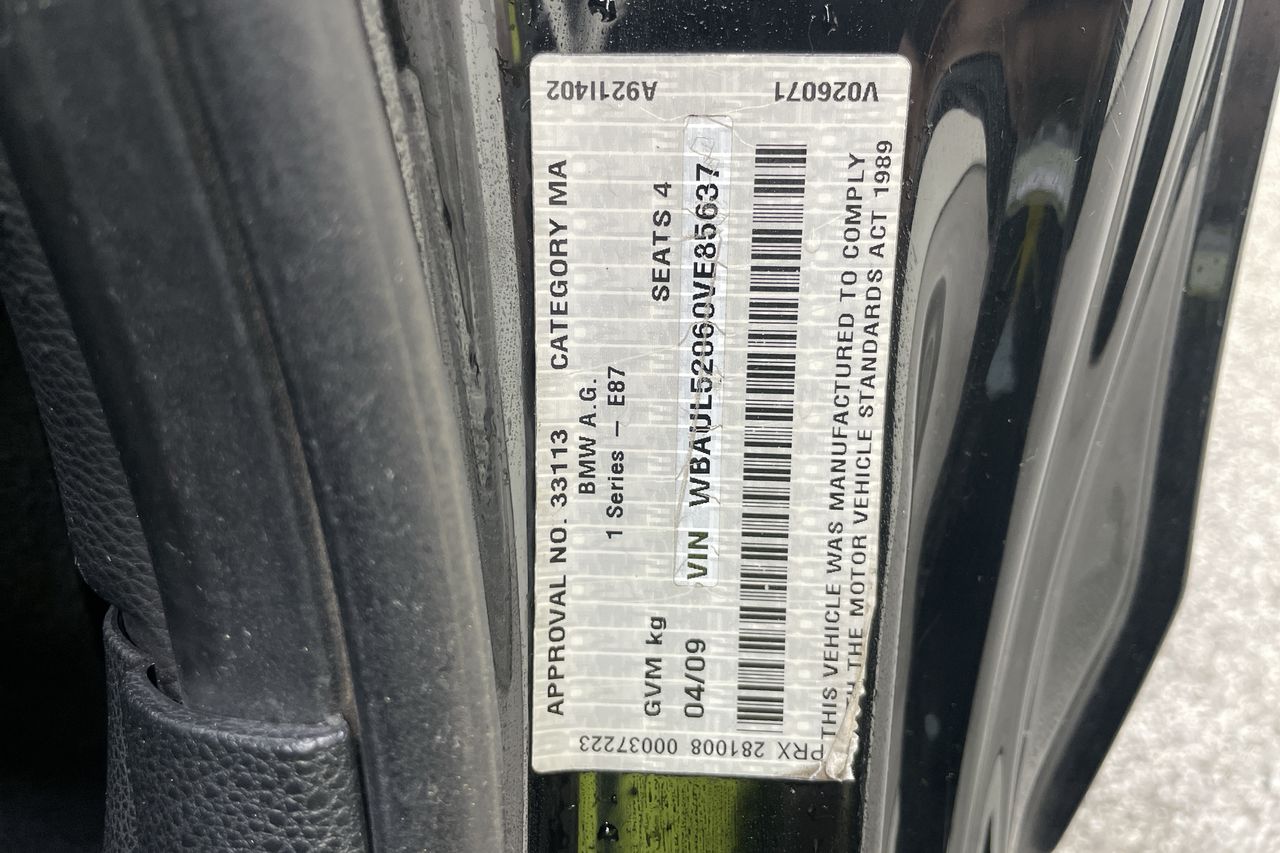 APPROVAL NO. 33113 CATEGORY MA
BMW A.G.
1 Series – E87
GVM kg SEATS 4
04/09 VIN WBAUL52060VE85637
THIS VEHICLE WAS MANUFACTURED TO COMPLY
THE MOTOR VEHICLE STANDARDS ACT 1989
A921I402
V026071
PRX 281008 00037223